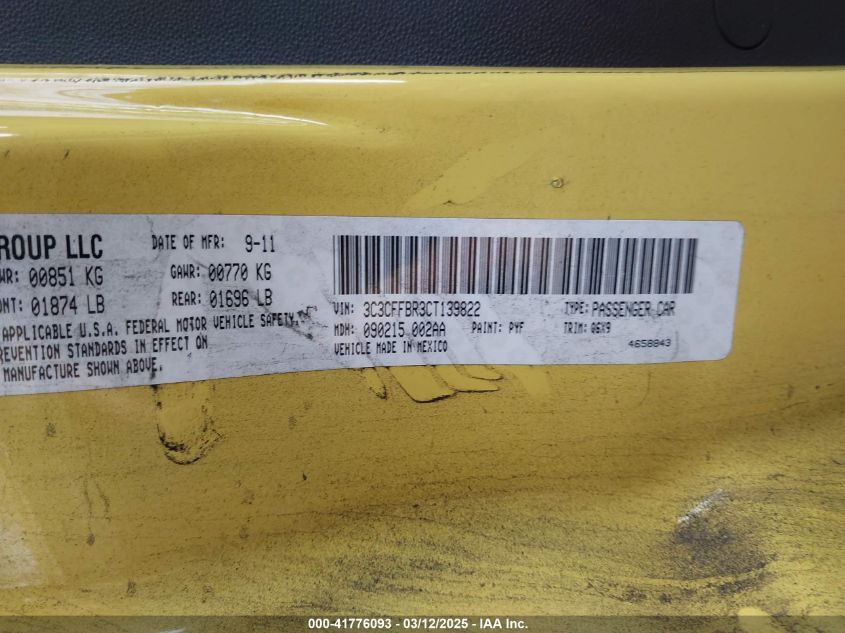 ROUP LLC DATE OF MFR: 9-11
WR: 00851 KG GAWR: 00770 KG
ONT: 01874 LB REAR: 01696 LB
APPLICABLE U.S.A. FEDERAL MOTOR VEHICLE SAFETY,
REVENTION STANDARDS IN EFFECT ON
MANUFACTURE SHOWN ABOVE.
VIN: 3C3CFFBR3CT139822 TYPE: PASSENGER CAR
MDH: 090215 002AA PAINT: PYF TRIM: Q6X9
VEHICLE MADE IN MEXICO 4658843
000-41776093 - 03/12/2025 - IAA Inc.